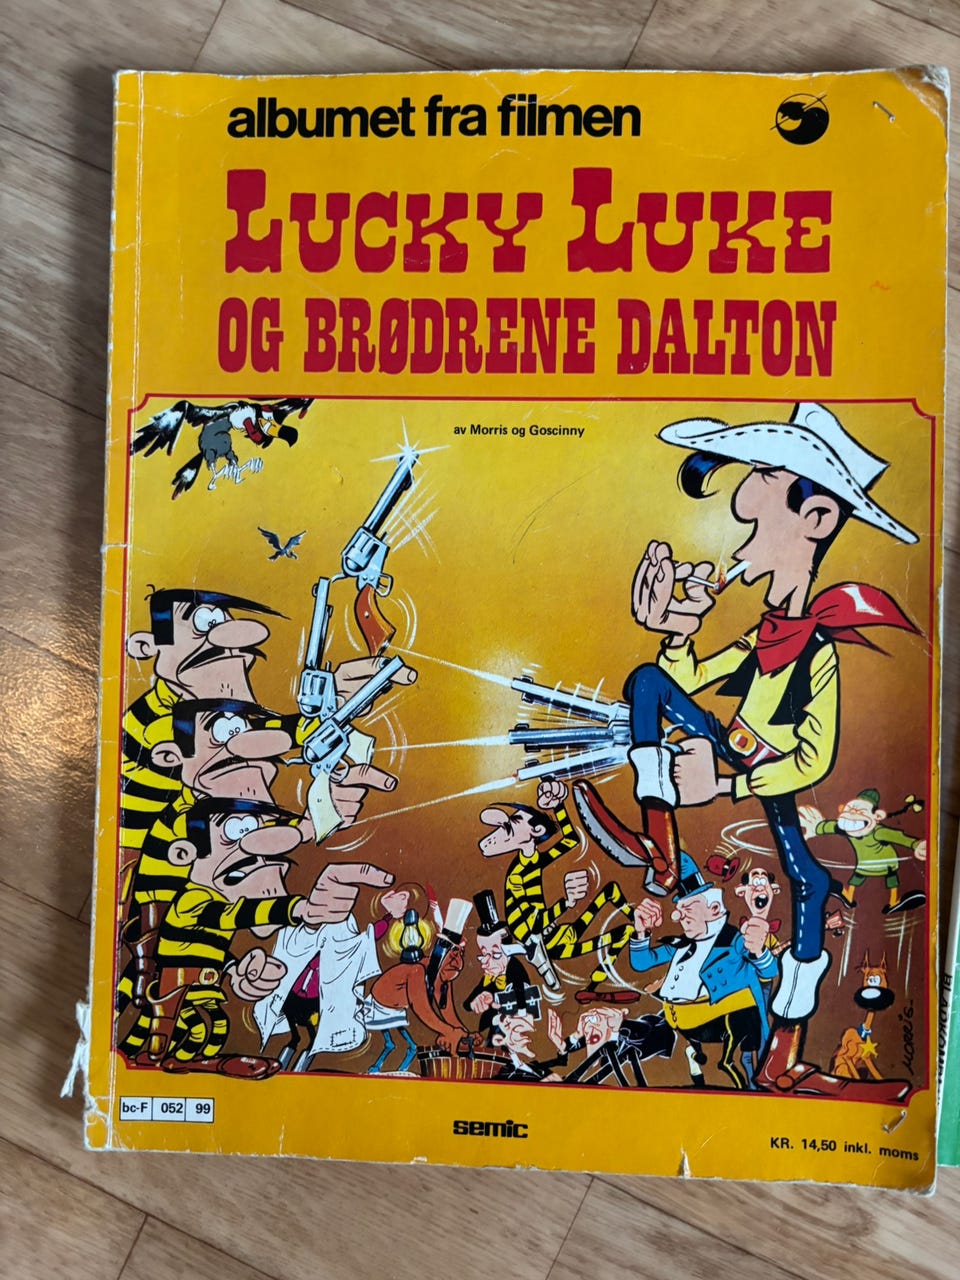 albumet fra filmen
LUCKY LUKE
OG BRØDRENE DALTON
av Morris og Goscinny
MORRIS
bc-F 052 99
semic
KR. 14,50 inkl. moms